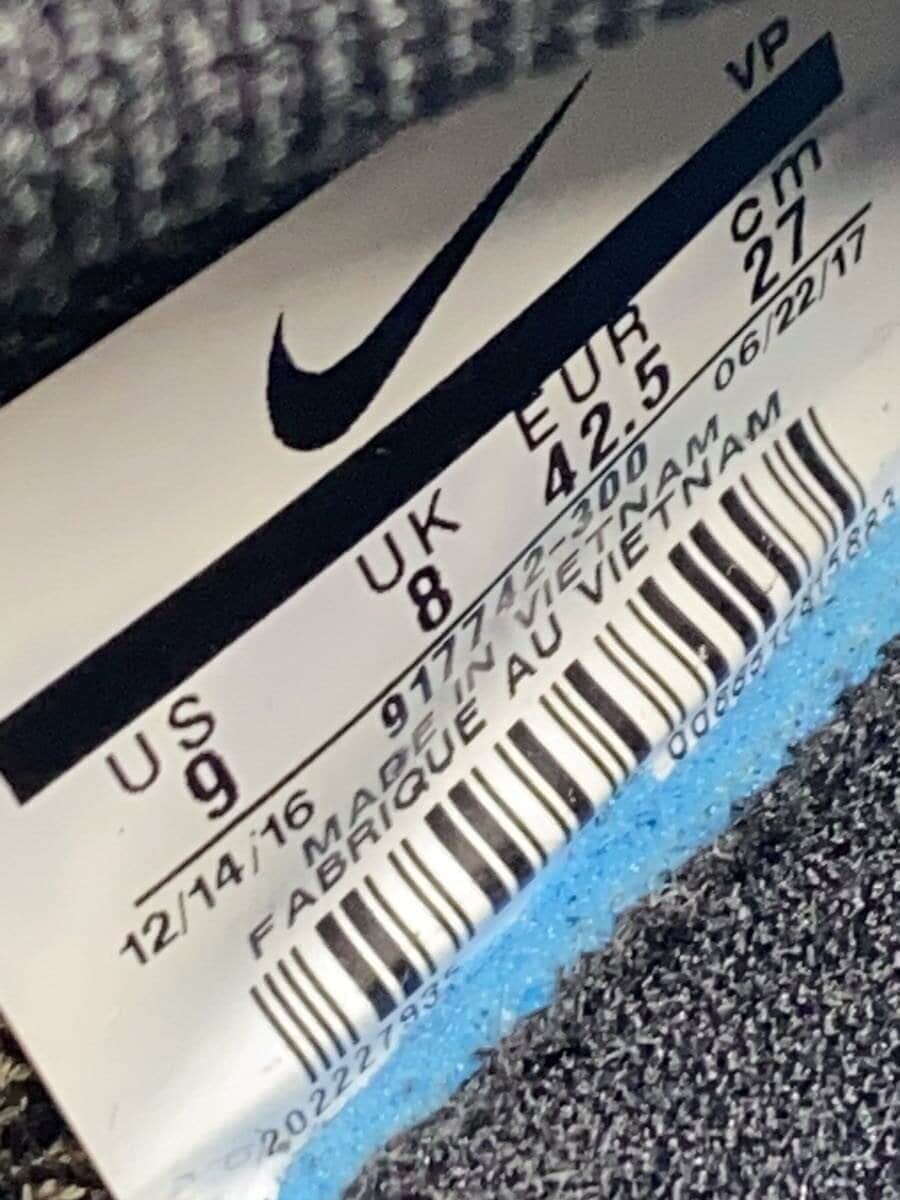 VP
US UK EUR cm
9 8 42.5 27
12/14/16 917742-300 06/22/17
MADE IN VIETNAM
FABRIQUE AU VIETNAM